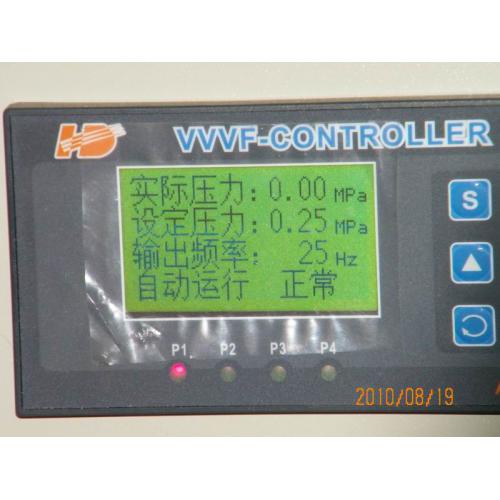 HD VVVF-CONTROLLER
实际压力:0.00 MPa
设定压力:0.25 MPa
输出频率: 25 Hz
自动运行 正常
S
P1 P2 P3 P4
2010/08/19